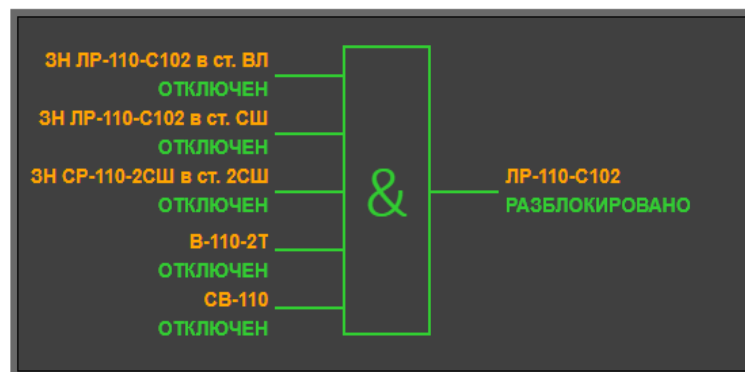 ЗН ЛР-110-С102 в ст. ВЛ
ОТКЛЮЧЕН
ЗН ЛР-110-С102 в ст. СШ
ОТКЛЮЧЕН
ЗН СР-110-2СШ в ст. 2СШ
ОТКЛЮЧЕН
В-110-2Т
ОТКЛЮЧЕН
СВ-110
ОТКЛЮЧЕН
&
ЛР-110-С102
РАЗБЛОКИРОВАНО